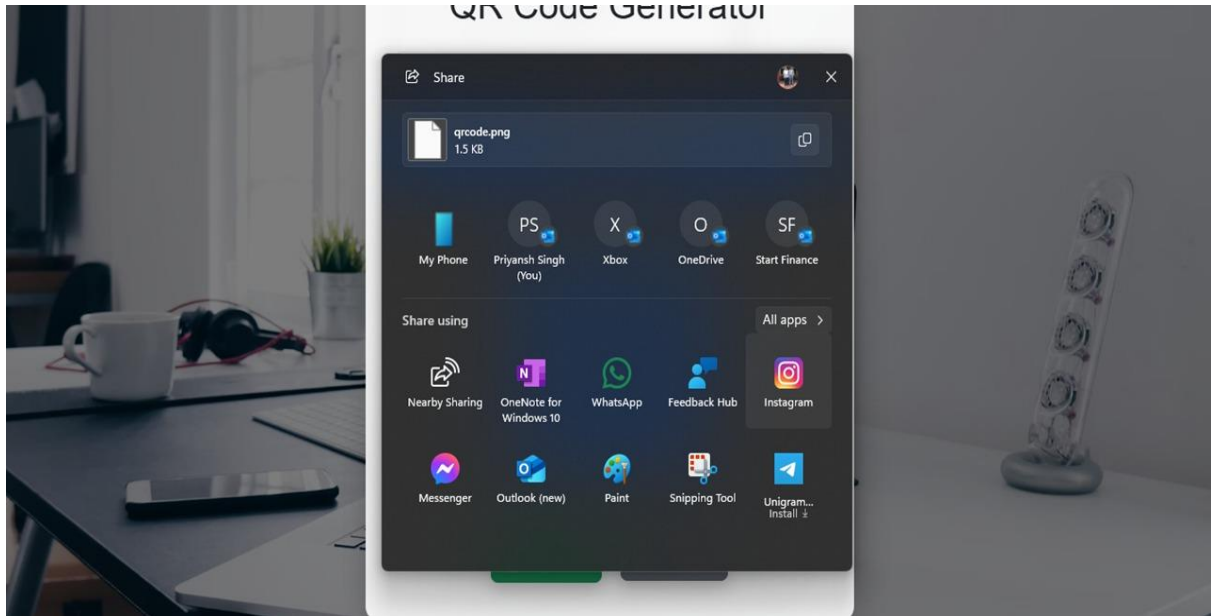 QR Code Generator
Share
qrcode.png
1.5 KB
PS
X
O
SF
My Phone
Priyansh Singh
(You)
Xbox
OneDrive
Start Finance
Share using
All apps
Nearby Sharing
N
OneNote for
Windows 10
WhatsApp
Feedback Hub
Instagram
Messenger
O
Outlook (new)
Paint
Snipping Tool
Unigram...
Install